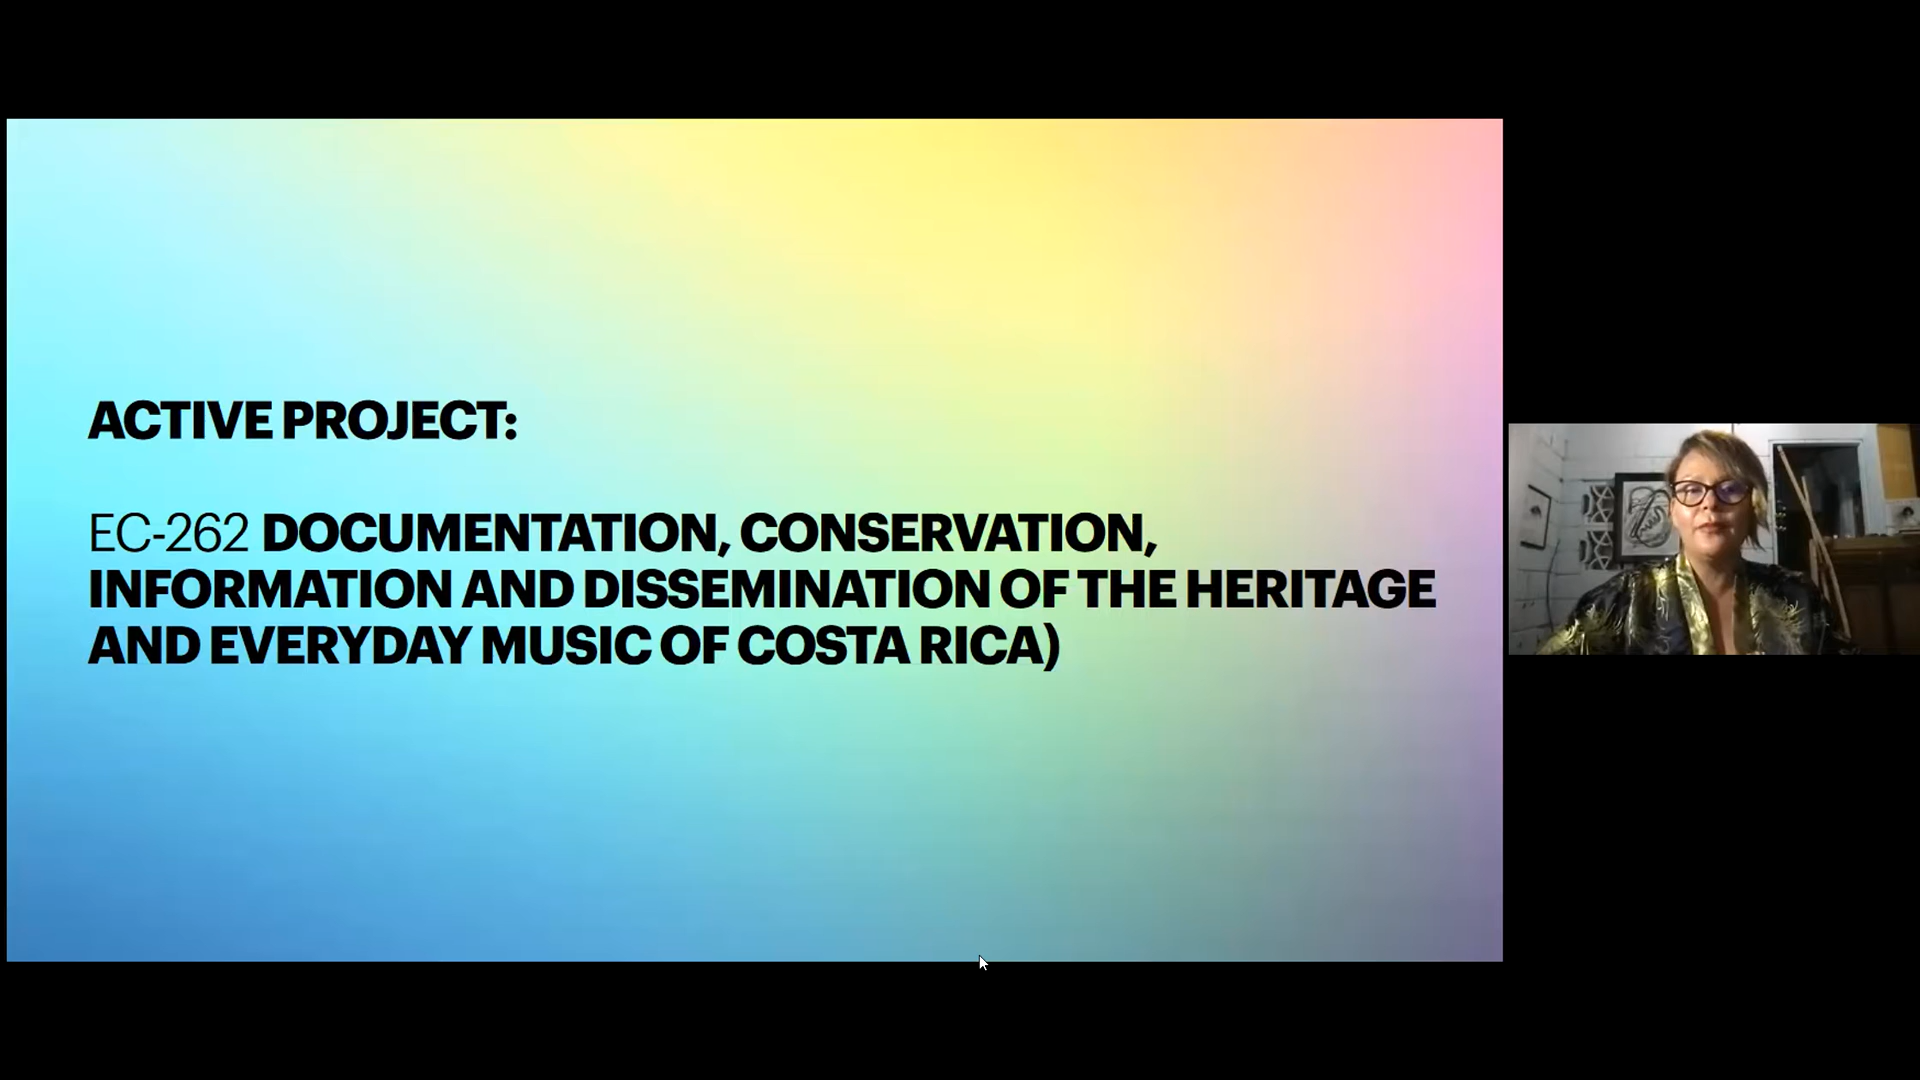 ACTIVE PROJECT:
EC-262 DOCUMENTATION, CONSERVATION,
INFORMATION AND DISSEMINATION OF THE HERITAGE
AND EVERYDAY MUSIC OF COSTA RICA)